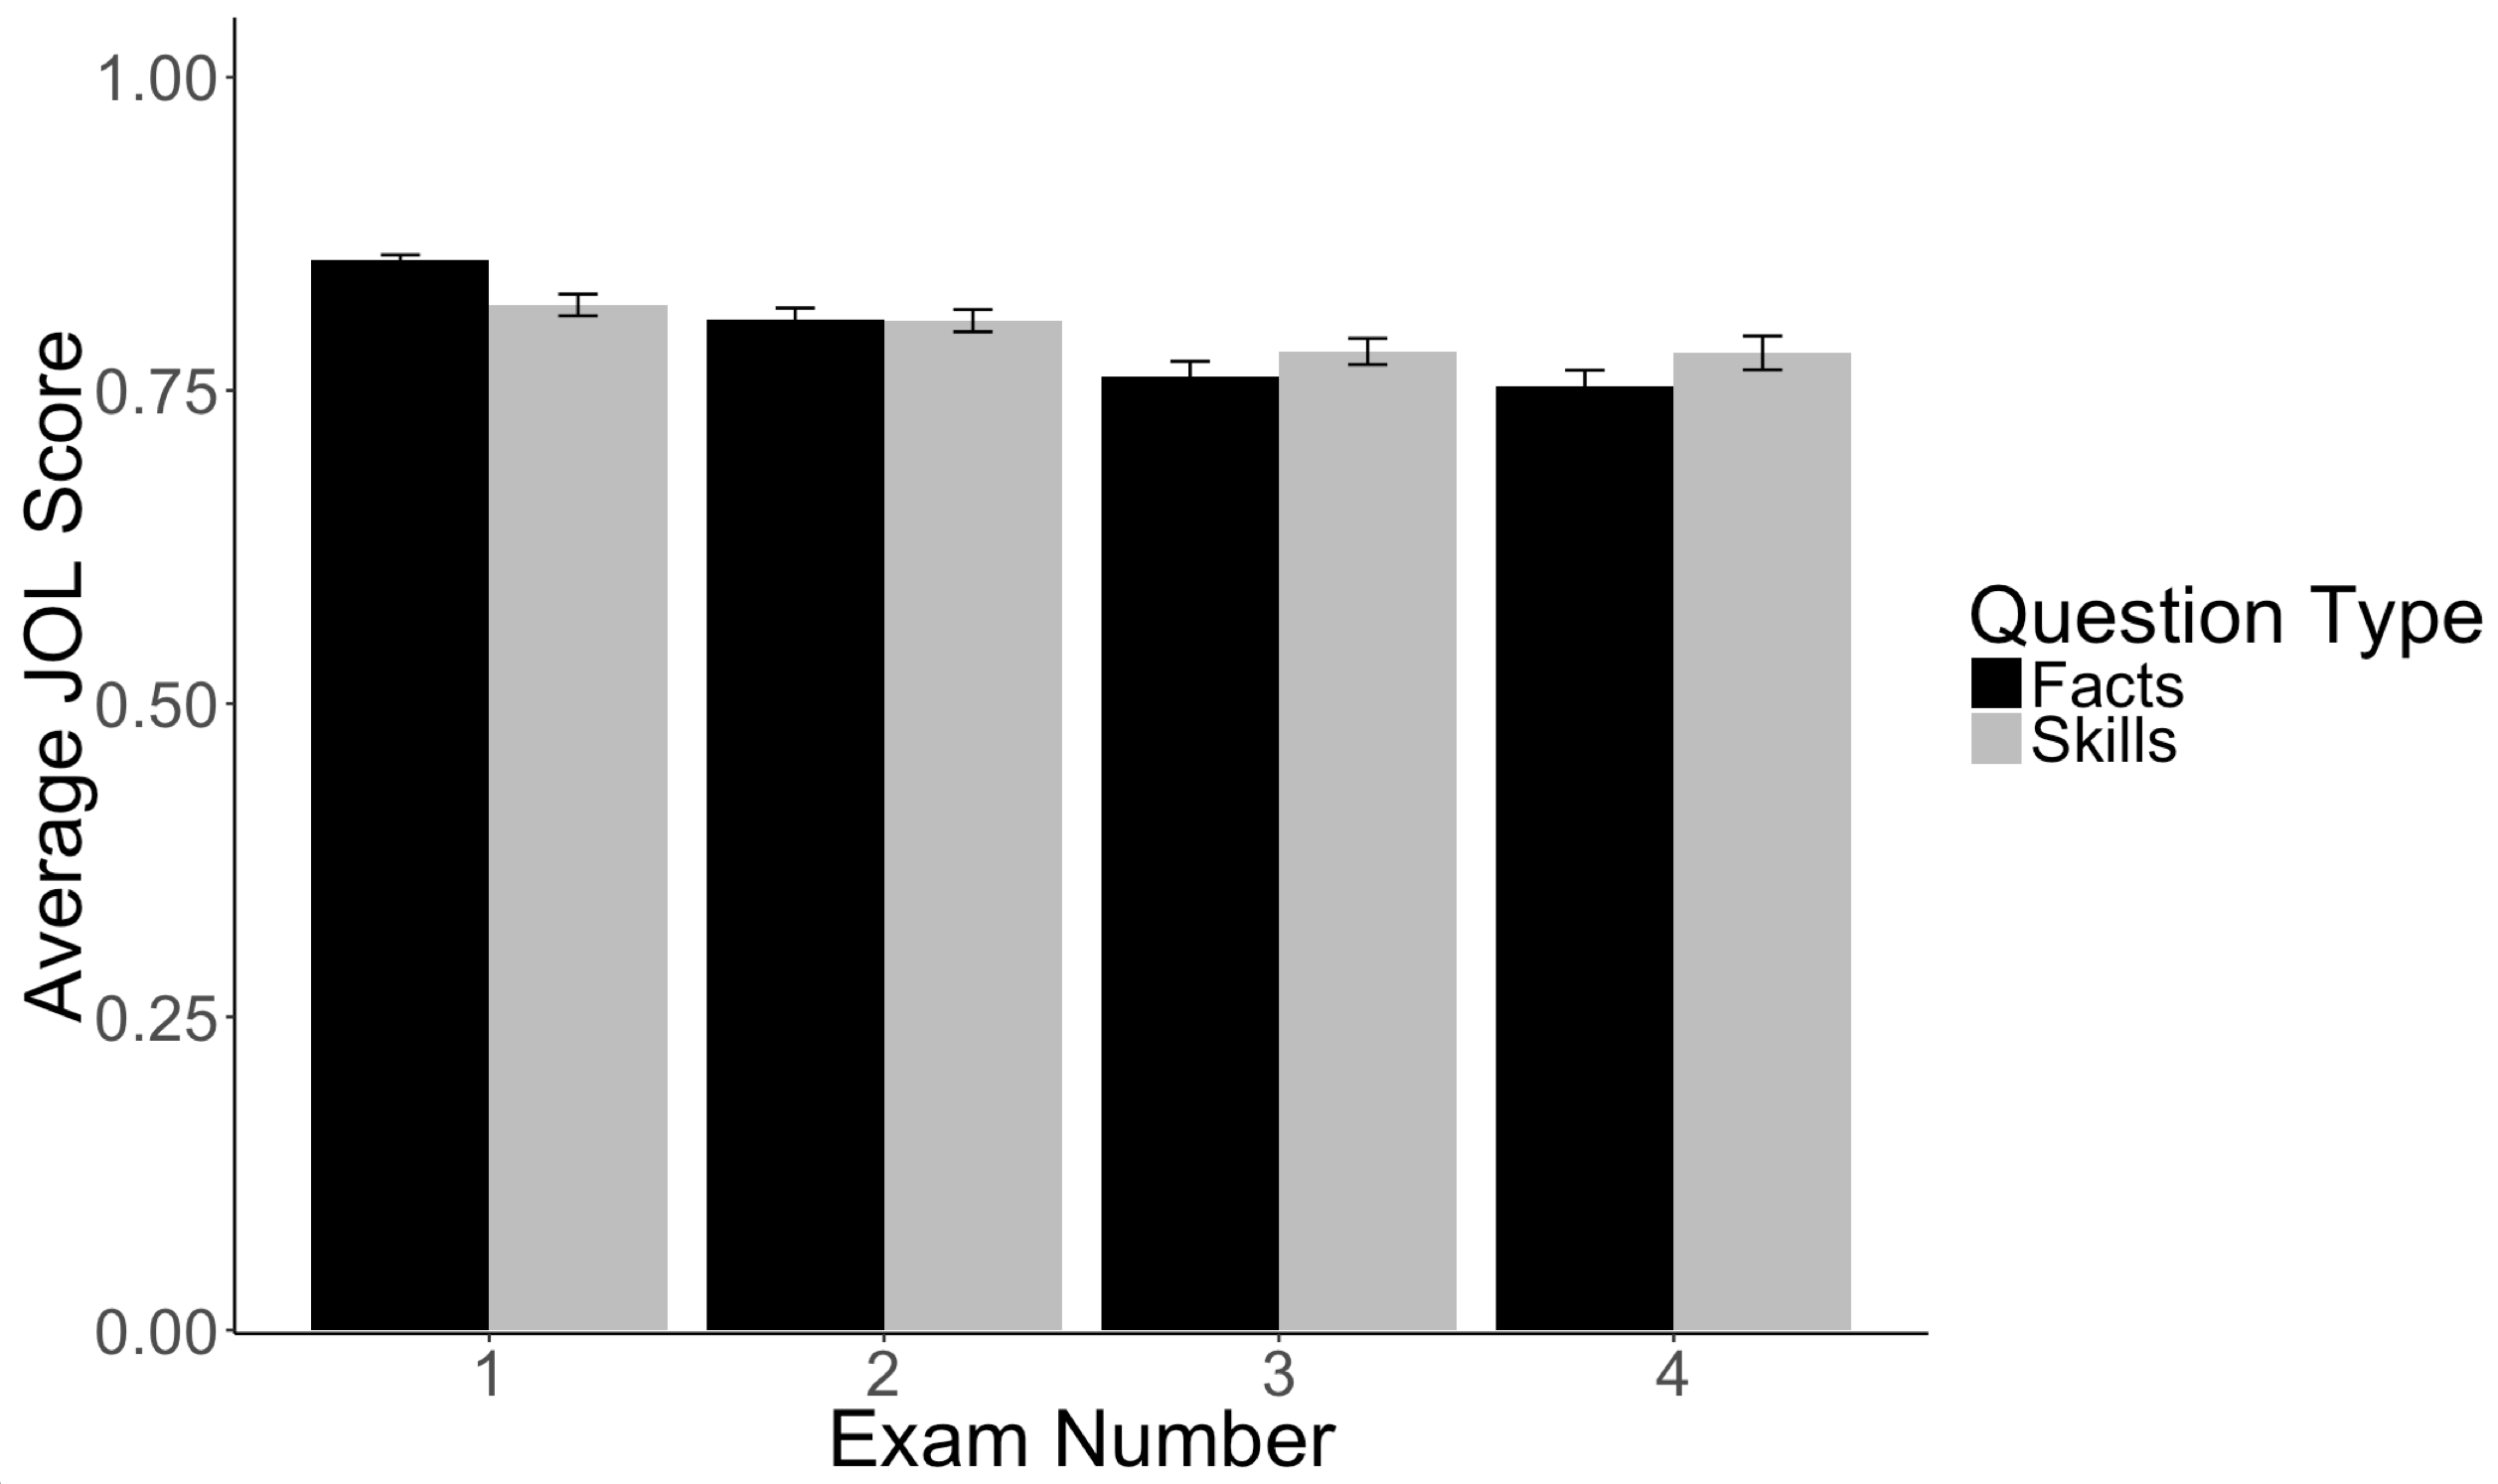 1.00
0.75
0.50
0.25
0.00
Average JOL Score
1
2
3
4
Exam Number
Question Type
Facts
Skills